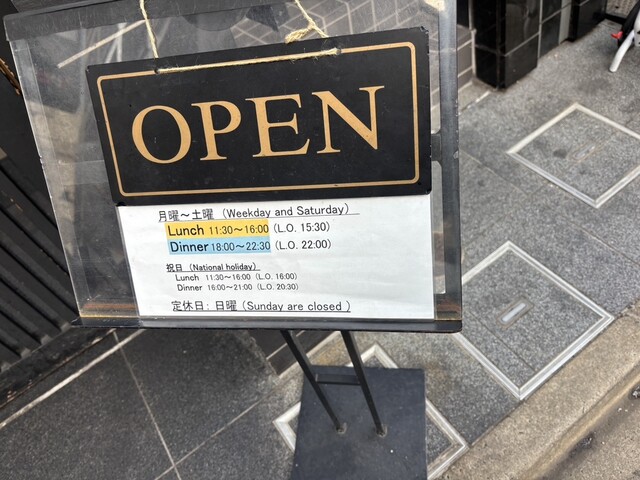 OPEN
月曜～土曜 （Weekday and Saturday）
Lunch 11:30～16:00 (L.O. 15:30)
Dinner 18:00～22:30 (L.O. 22:00)
祝日 （National holiday）
Lunch 11:30～16:00 (L.O. 16:00)
Dinner 16:00～21:00 (L.O. 20:30)
定休日: 日曜 (Sunday are closed )